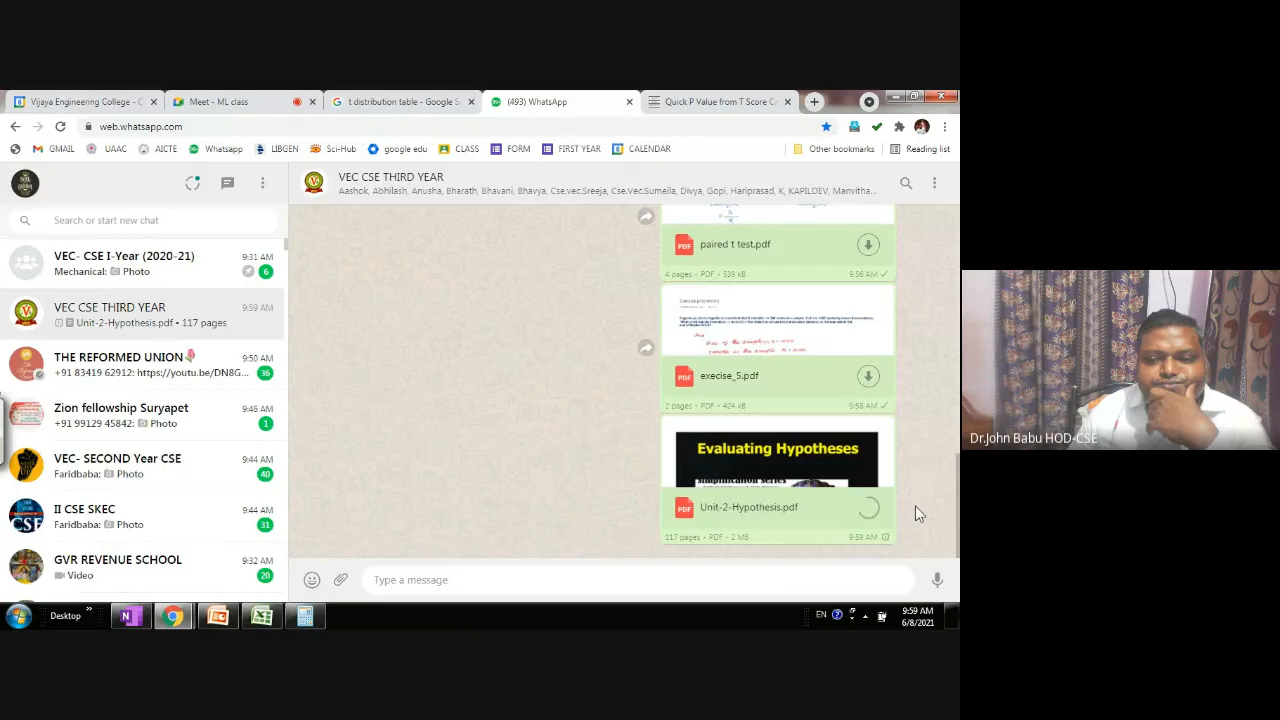 Vijaya Engineering College - C
Meet - ML class
t distribution table - Google S
(493) WhatsApp
Quick P Value from T Score Ca
web.whatsapp.com
GMAIL
UAAC
AICTE
Whatsapp
LIBGEN
Sci-Hub
google edu
CLASS
FORM
FIRST YEAR
CALENDAR
Other bookmarks
Reading list
VEC CSE THIRD YEAR
Aashok, Abhilash, Anusha, Bharath, Bhavani, Bhavya, Cse.vec.Sreeja, Cse.Vec.Sumeila, Divya, Gopi, Hariprasad, K, KAPILDEV, Manvitha...
Search or start new chat
VEC- CSE I-Year (2020-21) 9:31 AM
Mechanical: Photo 6
VEC CSE THIRD YEAR 9:59 AM
Unit-2-Hypothesis.pdf • 117 pages
THE REFORMED UNION 9:50 AM
+91 83419 62912: https://youtu.be/DN8G... 36
Zion fellowship Suryapet 9:46 AM
+91 99129 45842: Photo 1
VEC- SECOND Year CSE 9:44 AM
Faridbaba: Photo 40
II CSE SKEC 9:44 AM
Faridbaba: Photo 31
GVR REVENUE SCHOOL 9:32 AM
Video 20
PDF paired t test.pdf
4 pages • PDF • 539 kB 9:56 AM
PDF execise_5.pdf
2 pages • PDF • 424 kB 9:58 AM
Evaluating Hypotheses
PDF Unit-2-Hypothesis.pdf
117 pages • PDF • 2 MB 9:59 AM
Type a message
Desktop
EN
9:59 AM
6/8/2021
Dr.John Babu HOD-CSE